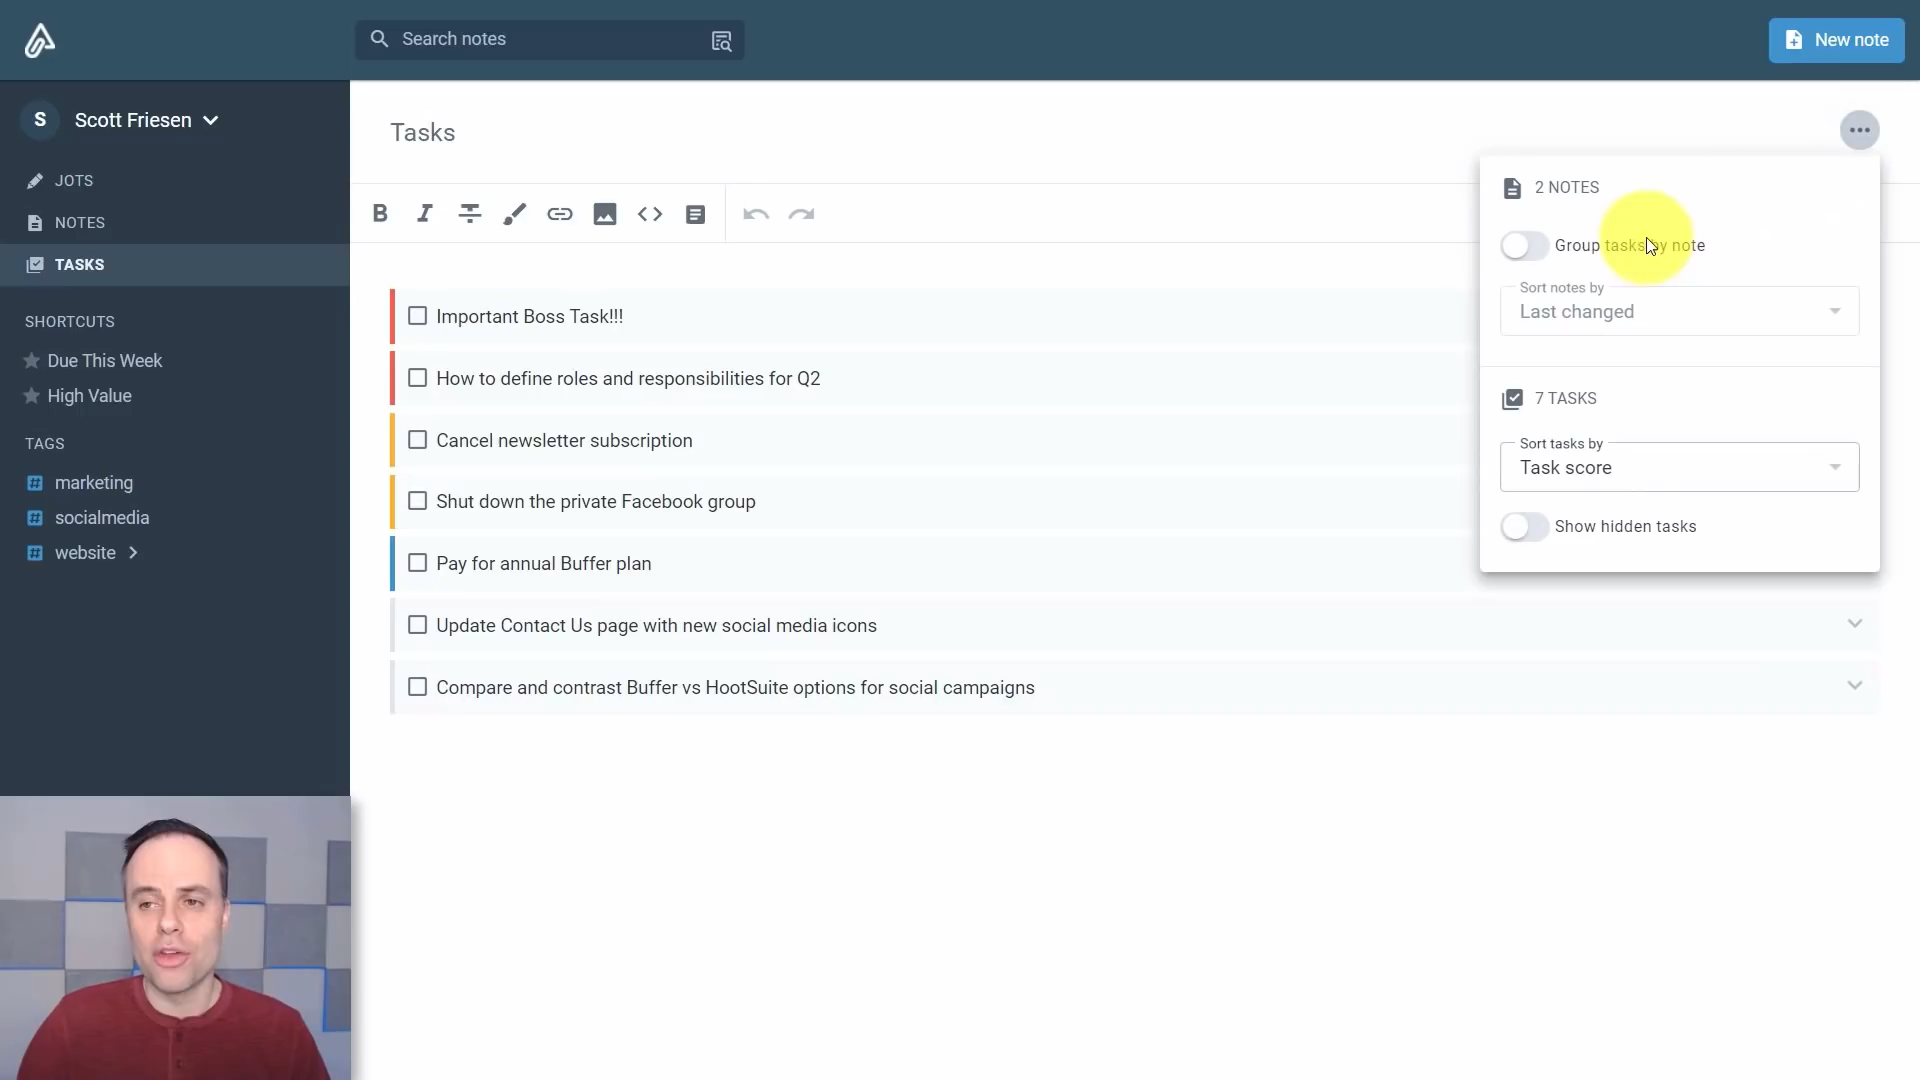 Search notes
New note
S
Scott Friesen
JOTS
NOTES
TASKS
SHORTCUTS
Due This Week
High Value
TAGS
marketing
socialmedia
website
Tasks
B
I
Important Boss Task!!!
How to define roles and responsibilities for Q2
Cancel newsletter subscription
Shut down the private Facebook group
Pay for annual Buffer plan
Update Contact Us page with new social media icons
Compare and contrast Buffer vs HootSuite options for social campaigns
2 NOTES
Group tasks by note
Sort notes by
Last changed
7 TASKS
Sort tasks by
Task score
Show hidden tasks